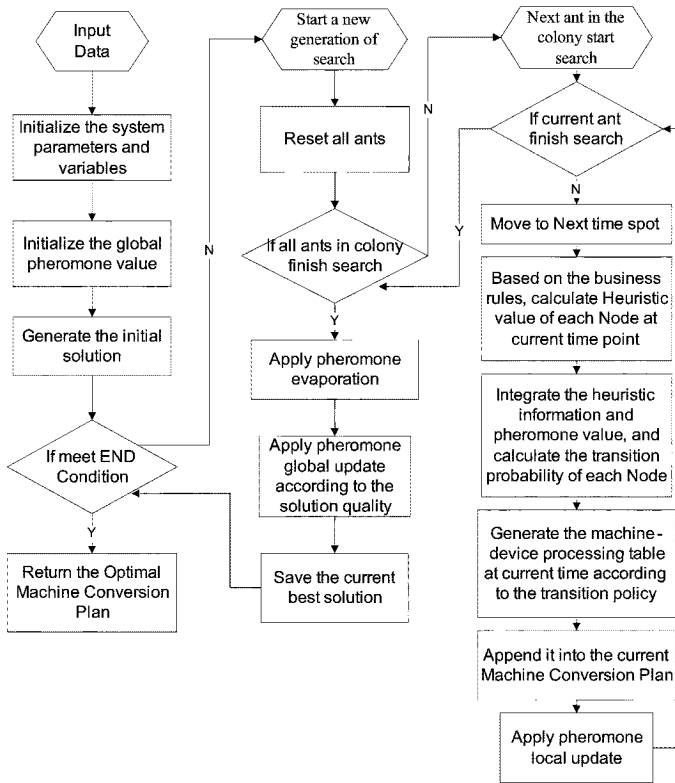 Input
Data
Initialize the system
parameters and
variables
Initialize the global
pheromone value
Generate the initial
solution
If meet END
Condition
Y
Return the Optimal
Machine Conversion
Plan
N
Start a new
generation of
search
Reset all ants
If all ants in colony
finish search
Y
Apply pheromone
evaporation
Apply pheromone
global update
according to the
solution quality
Save the current
best solution
N
Y
Next ant in the
colony start
search
If current ant
finish search
N
Move to Next time spot
Based on the business
rules, calculate Heuristic
value of each Node at
current time point
Integrate the heuristic
information and
pheromone value, and
calculate the transition
probability of each Node
Generate the machine-
device processing table
at current time according
to the transition policy
Append it into the current
Machine Conversion Plan
Apply pheromone
local update